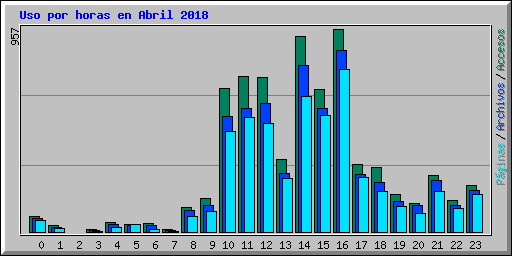 Uso por horas en Abril 2018
957
Páginas / Archivos / Accesos
0 1 2 3 4 5 6 7 8 9 10 11 12 13 14 15 16 17 18 19 20 21 22 23